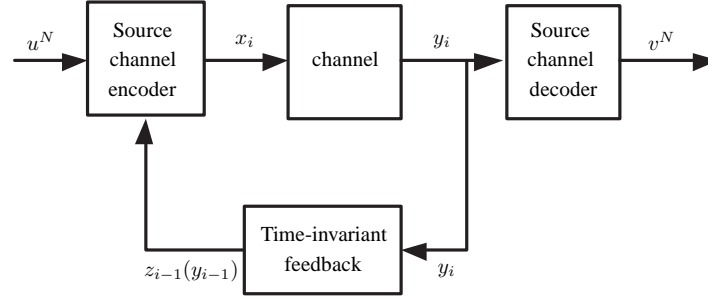 u^N
Source
channel
encoder
x_i
channel
y_i
Source
channel
decoder
v^N
Time-invariant
feedback
z_{i-1}(y_{i-1})
y_i